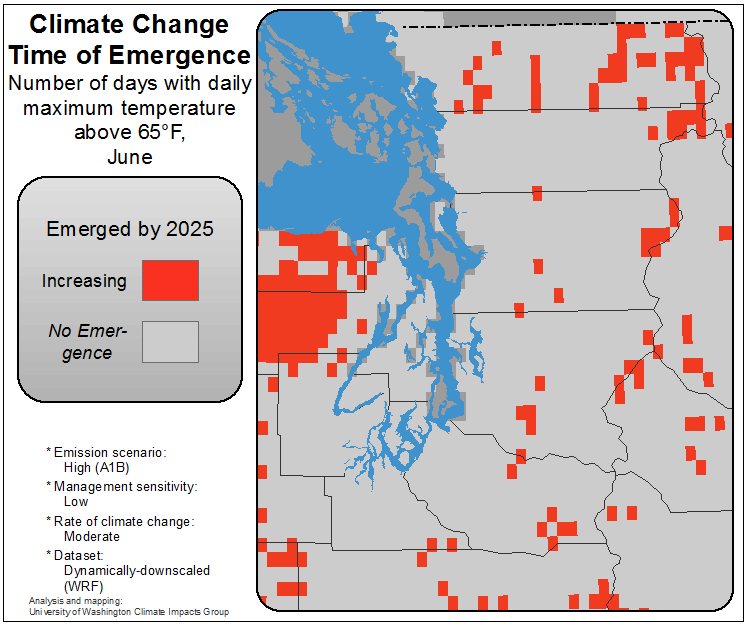 Climate Change
Time of Emergence
Number of days with daily
maximum temperature
above 65°F,
June
Emerged by 2025
Increasing
No Emer-
gence
* Emission scenario:
High (A1B)
* Management sensitivity:
Low
* Rate of climate change:
Moderate
* Dataset:
Dynamically-downscaled
(WRF)
Analysis and mapping:
University of Washington Climate Impacts Group